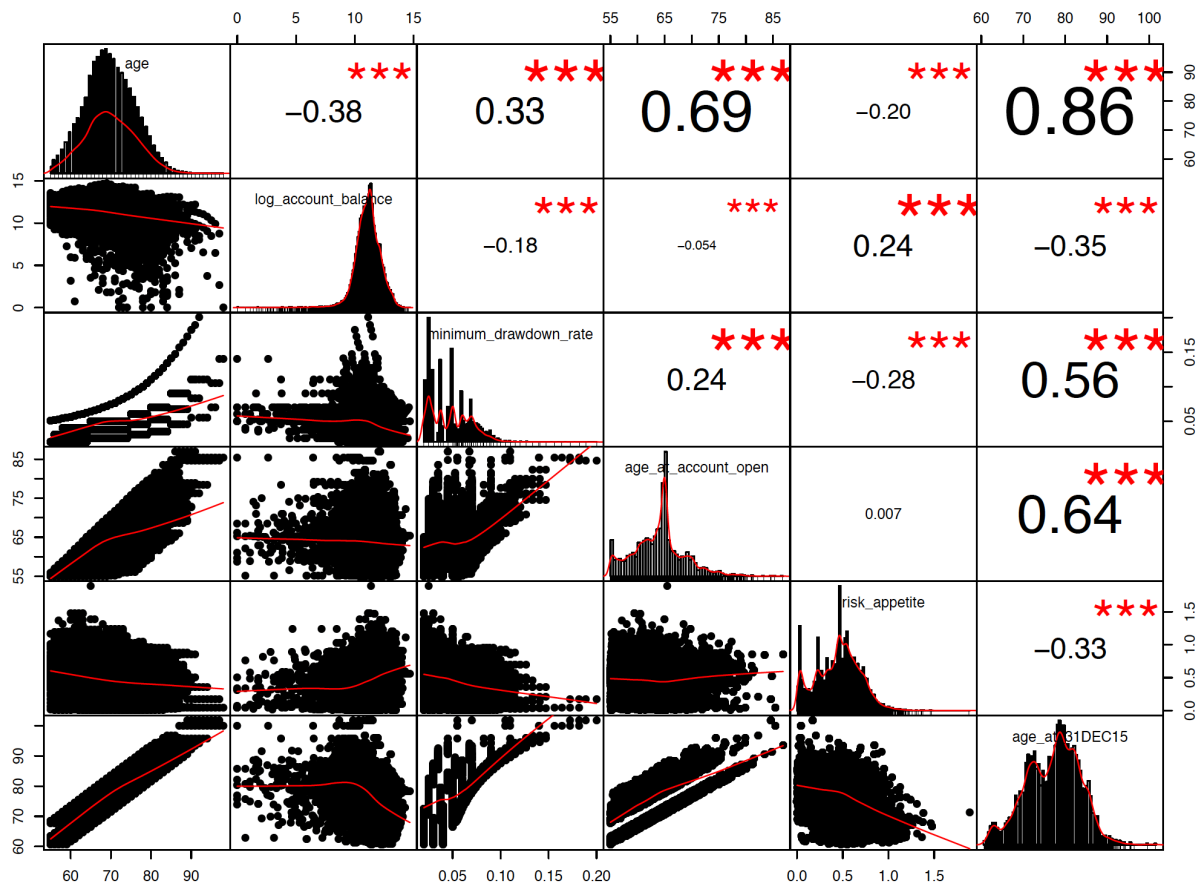 0 5 10 15 55 65 75 85 60 70 80 90 100
age *** −0.38 *** 0.33 *** 0.69 *** −0.20 *** 0.86 60 70 80 90
0 5 10 15 log_account_balance *** −0.18 *** −0.054 *** 0.24 *** −0.35
minimum_drawdown_rate *** 0.24 *** −0.28 *** 0.56 0.05 0.15
55 65 75 85 age_at_account_open 0.007 *** 0.64
risk_appetite *** −0.33 0.0 0.5 1.0 1.5
60 70 80 90 age_at_31DEC15
60 70 80 90 0.05 0.10 0.15 0.20 0.0 0.5 1.0 1.5